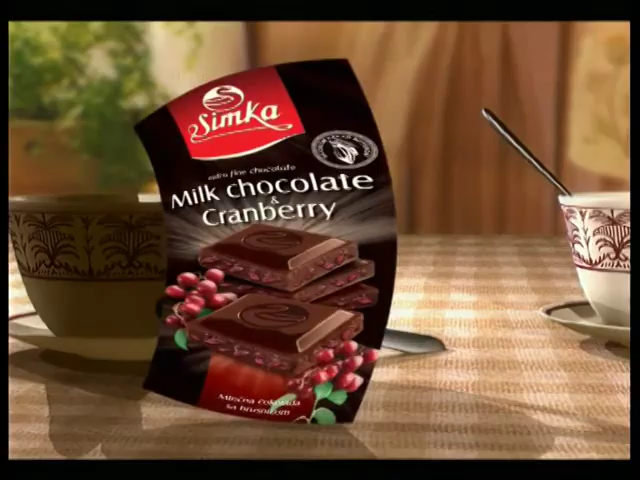 Simka
extra fine chocolate
Milk chocolate
&
Cranberry
Mlečna čokolada
sa brusnicom